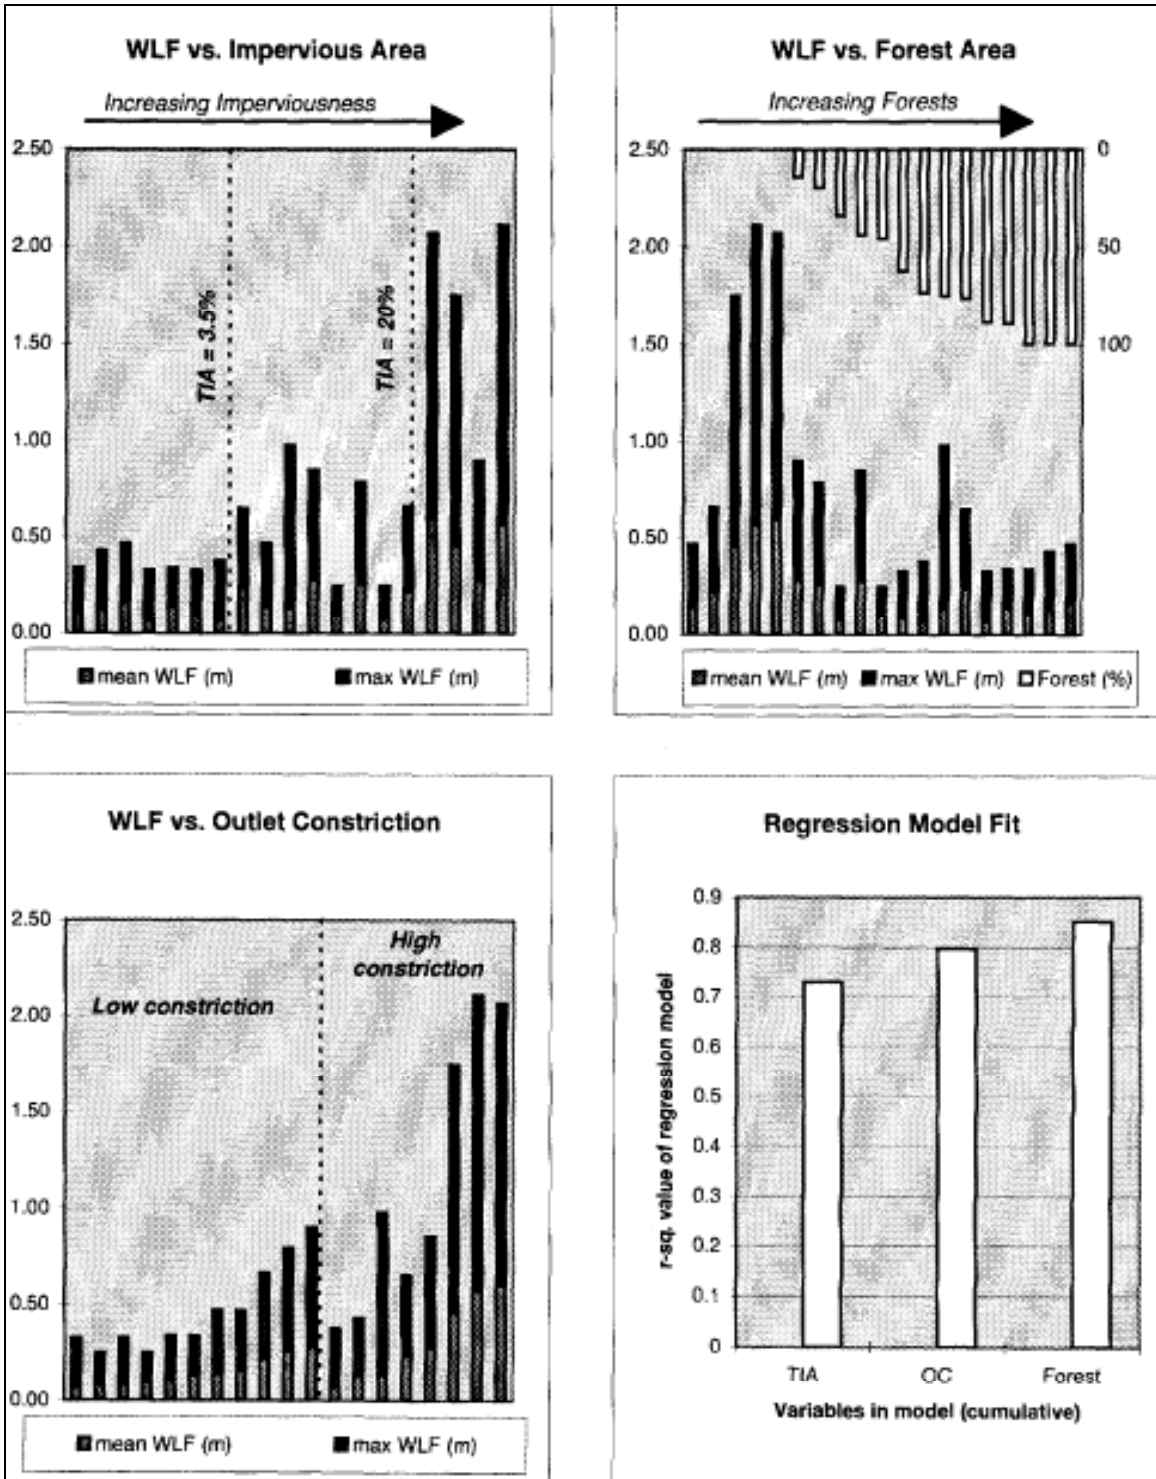 WLF vs. Impervious Area
Increasing Imperviousness
2.50
2.00
1.50
1.00
0.50
0.00
TIA = 3.5%
TIA = 20%
mean WLF (m)
max WLF (m)
WLF vs. Forest Area
Increasing Forests
2.50
2.00
1.50
1.00
0.50
0.00
0
50
100
mean WLF (m)
max WLF (m)
Forest (%)
WLF vs. Outlet Constriction
2.50
2.00
1.50
1.00
0.50
0.00
Low constriction
High
constriction
mean WLF (m)
max WLF (m)
Regression Model Fit
r-sq. value of regression model
0.9
0.8
0.7
0.6
0.5
0.4
0.3
0.2
0.1
0
TIA
OC
Forest
Variables in model (cumulative)